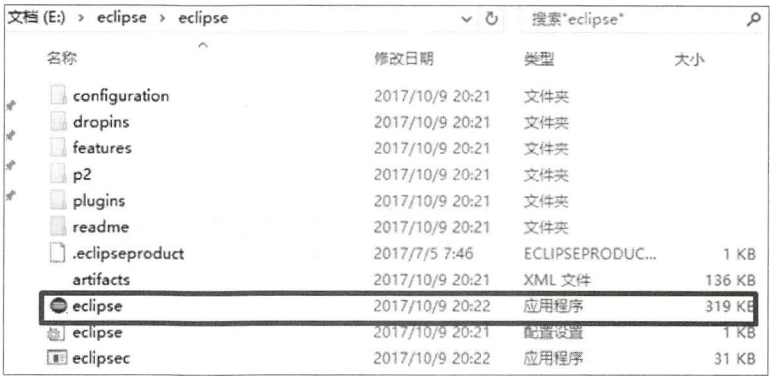 文档 (E:) > eclipse > eclipse 搜索"eclipse"
名称 修改日期 类型 大小
configuration 2017/10/9 20:21 文件夹
dropins 2017/10/9 20:21 文件夹
features 2017/10/9 20:21 文件夹
p2 2017/10/9 20:21 文件夹
plugins 2017/10/9 20:21 文件夹
readme 2017/10/9 20:21 文件夹
.eclipseproduct 2017/7/5 7:46 ECLIPSEPRODUC... 1 KB
artifacts 2017/10/9 20:21 XML 文件 136 KB
eclipse 2017/10/9 20:22 应用程序 319 KB
eclipse 2017/10/9 20:21 配置设置 1 KB
eclipsec 2017/10/9 20:22 应用程序 31 KB